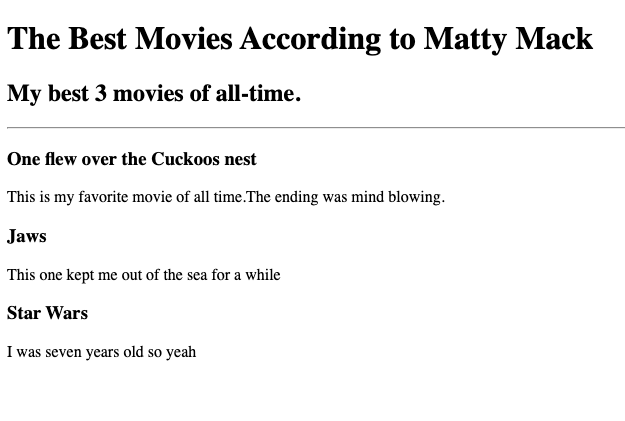 The Best Movies According to Matty Mack
My best 3 movies of all-time.
One flew over the Cuckoos nest
This is my favorite movie of all time.The ending was mind blowing.
Jaws
This one kept me out of the sea for a while
Star Wars
I was seven years old so yeah